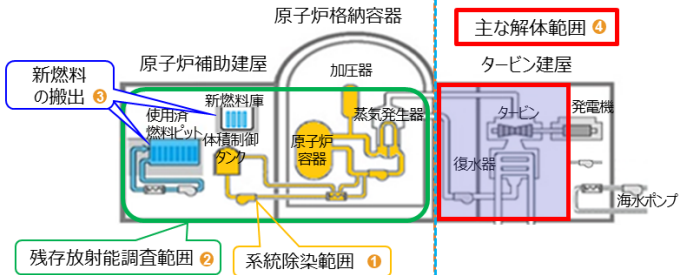 原子炉格納容器
主な解体範囲 ❹
原子炉補助建屋
タービン建屋
新燃料
の搬出 ❸
加圧器
新燃料庫
使用済
燃料ピット
体積制御
タンク
蒸気発生器
原子炉
容器
タービン
発電機
復水器
海水ポンプ
残存放射能調査範囲 ❷
系統除染範囲 ❶